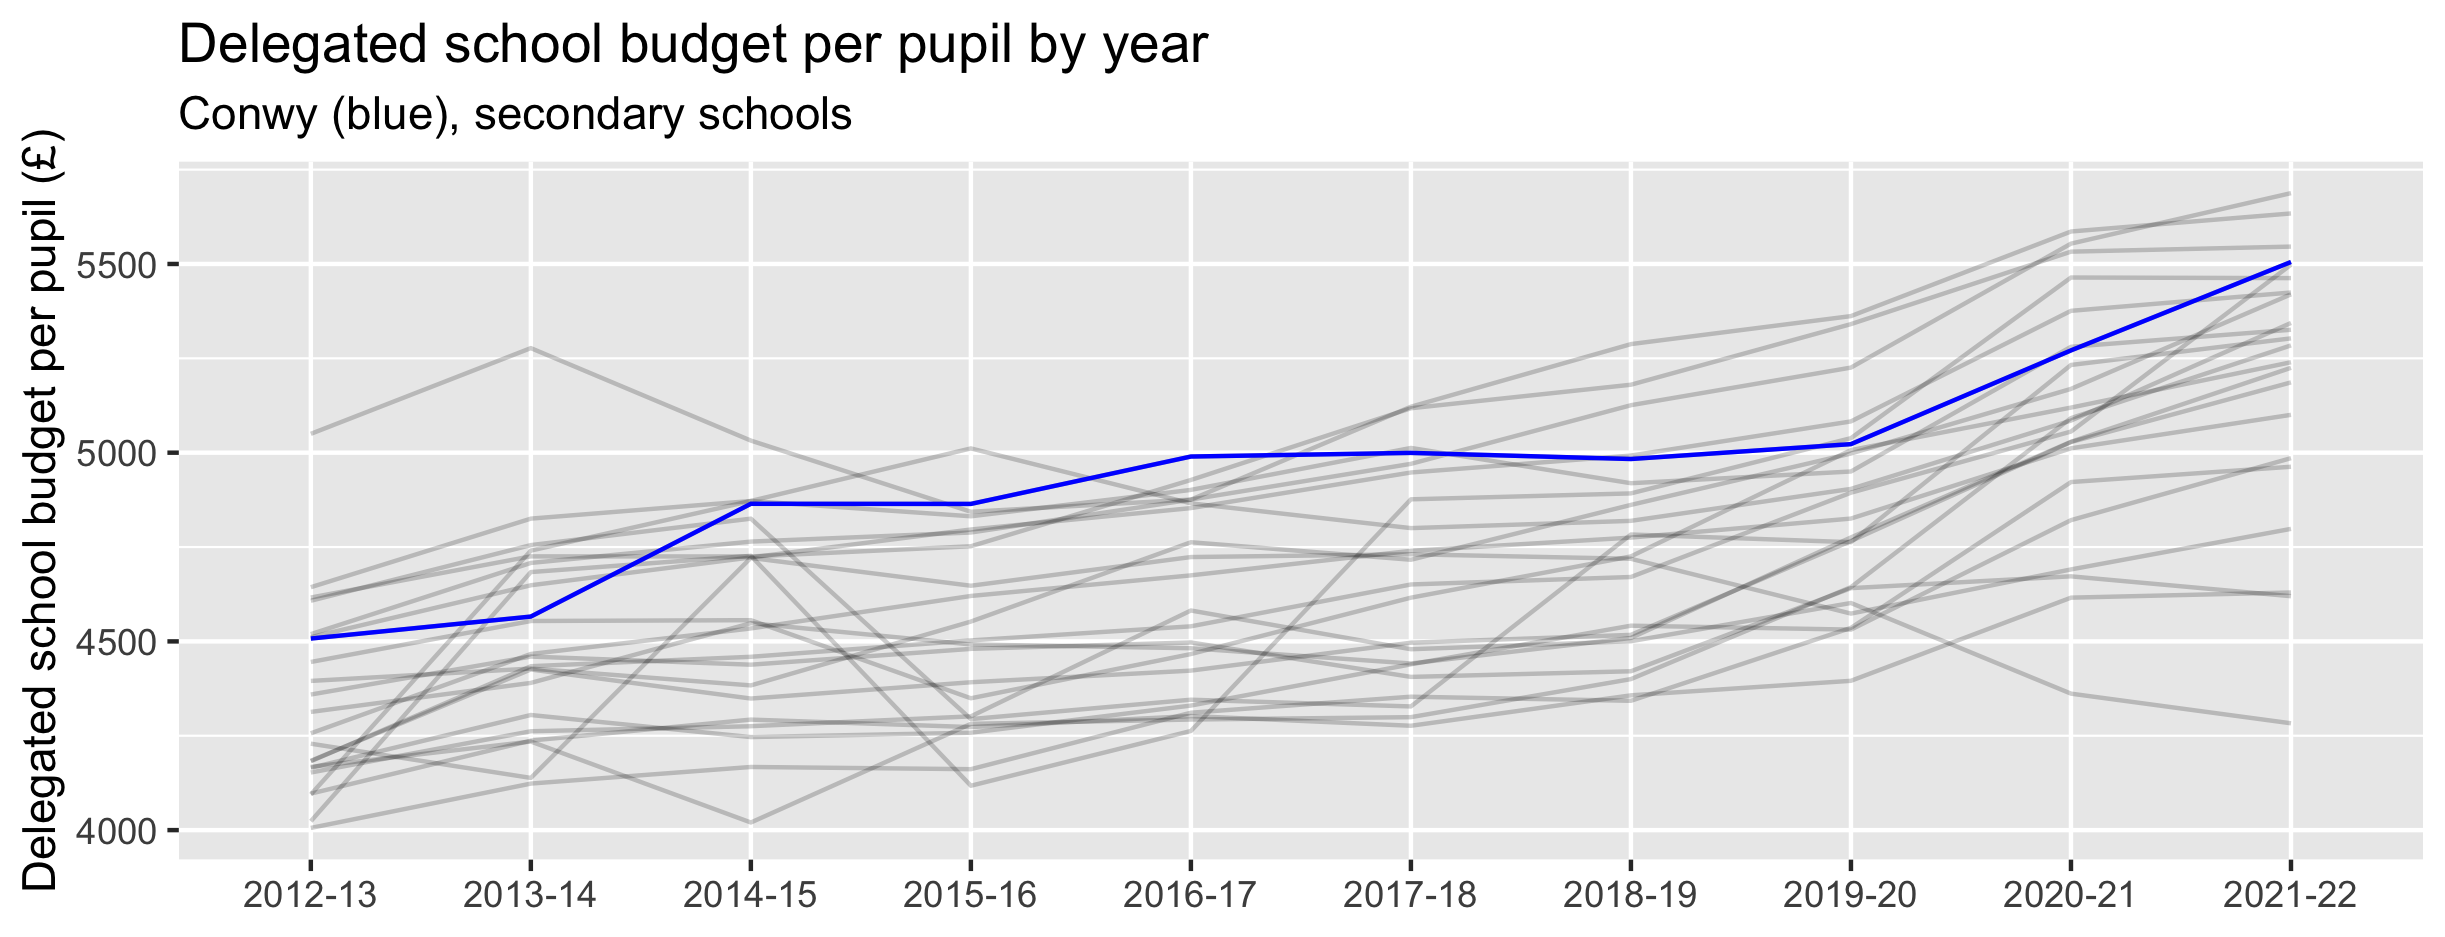 Delegated school budget per pupil by year
Conwy (blue), secondary schools
Delegated school budget per pupil (£)
5500
5000
4500
4000
2012-13 2013-14 2014-15 2015-16 2016-17 2017-18 2018-19 2019-20 2020-21 2021-22